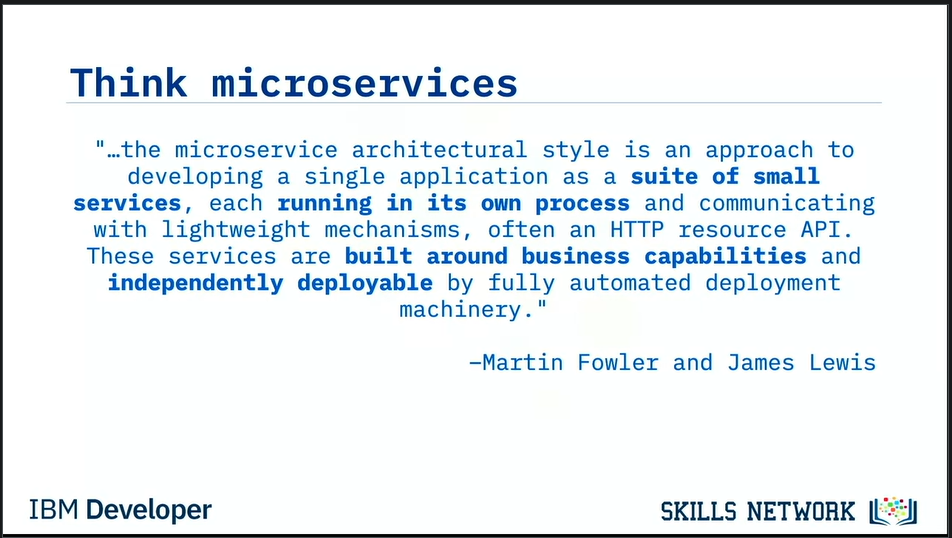 Think microservices
"…the microservice architectural style is an approach to
developing a single application as a suite of small
services, each running in its own process and communicating
with lightweight mechanisms, often an HTTP resource API.
These services are built around business capabilities and
independently deployable by fully automated deployment
machinery."
–Martin Fowler and James Lewis
IBM Developer
SKILLS NETWORK